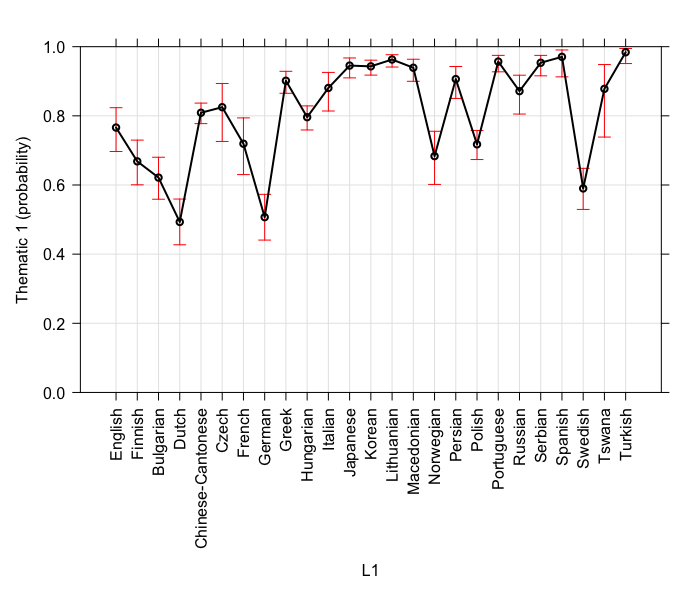 Thematic 1 (probability)
1.0
0.8
0.6
0.4
0.2
0.0
English
Finnish
Bulgarian
Dutch
Chinese-Cantonese
Czech
French
German
Greek
Hungarian
Italian
Japanese
Korean
Lithuanian
Macedonian
Norwegian
Persian
Polish
Portuguese
Russian
Serbian
Spanish
Swedish
Tswana
Turkish
L1